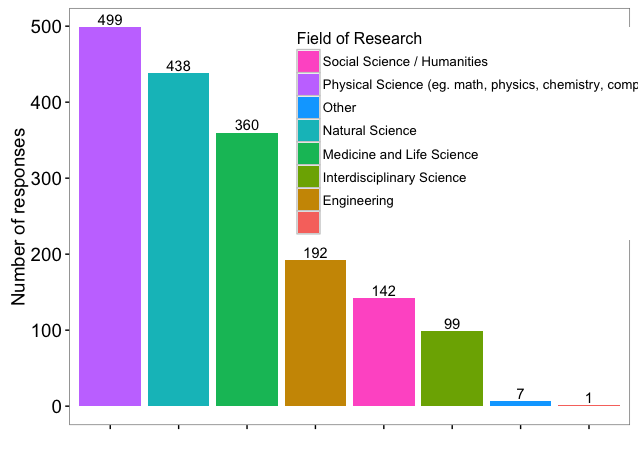 Number of responses
500
400
300
200
100
0
499
438
360
192
142
99
7
1
Field of Research
Social Science / Humanities
Physical Science (eg. math, physics, chemistry, comp
Other
Natural Science
Medicine and Life Science
Interdisciplinary Science
Engineering